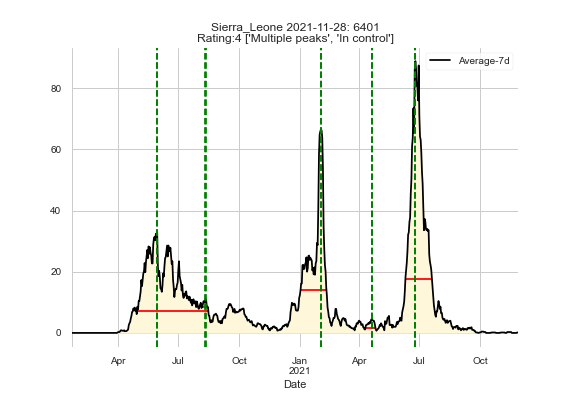 Sierra_Leone 2021-11-28: 6401
Rating:4 ['Multiple peaks', 'In control']
Average-7d
80
60
40
20
0
Apr Jul Oct Jan Apr Jul Oct
2021
Date